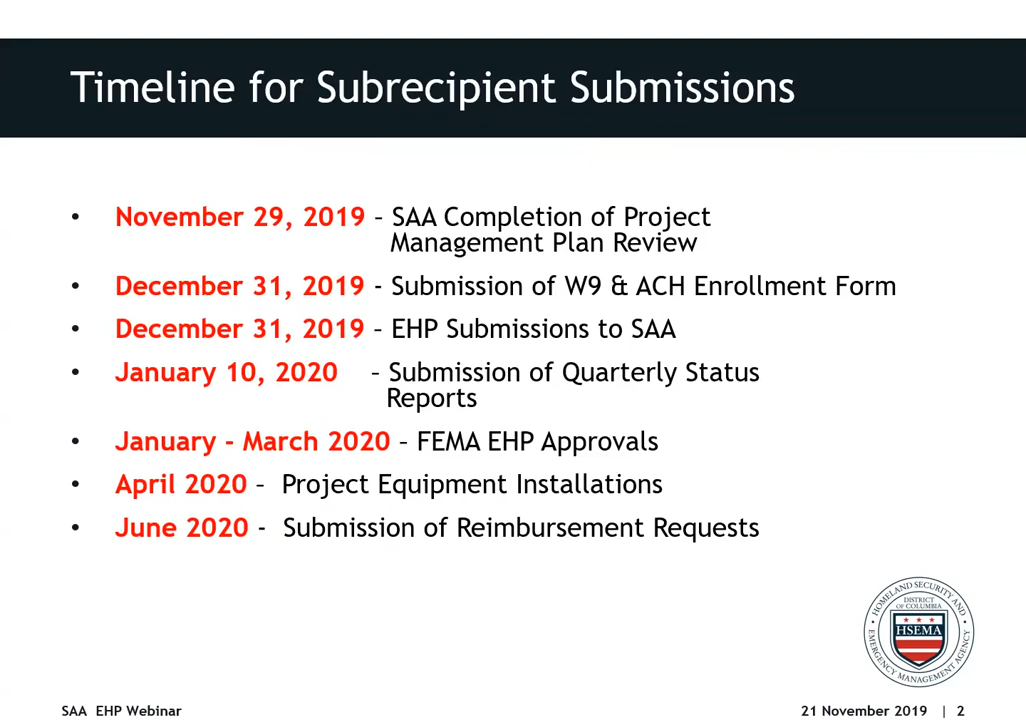 Timeline for Subrecipient Submissions
• November 29, 2019 – SAA Completion of Project
Management Plan Review
• December 31, 2019 - Submission of W9 & ACH Enrollment Form
• December 31, 2019 – EHP Submissions to SAA
• January 10, 2020 – Submission of Quarterly Status
Reports
• January - March 2020 – FEMA EHP Approvals
• April 2020 – Project Equipment Installations
• June 2020 - Submission of Reimbursement Requests
HOMELAND SECURITY AND
DISTRICT
OF COLUMBIA
HSEMA
EMERGENCY MANAGEMENT AGENCY
SAA EHP Webinar
21 November 2019 | 2